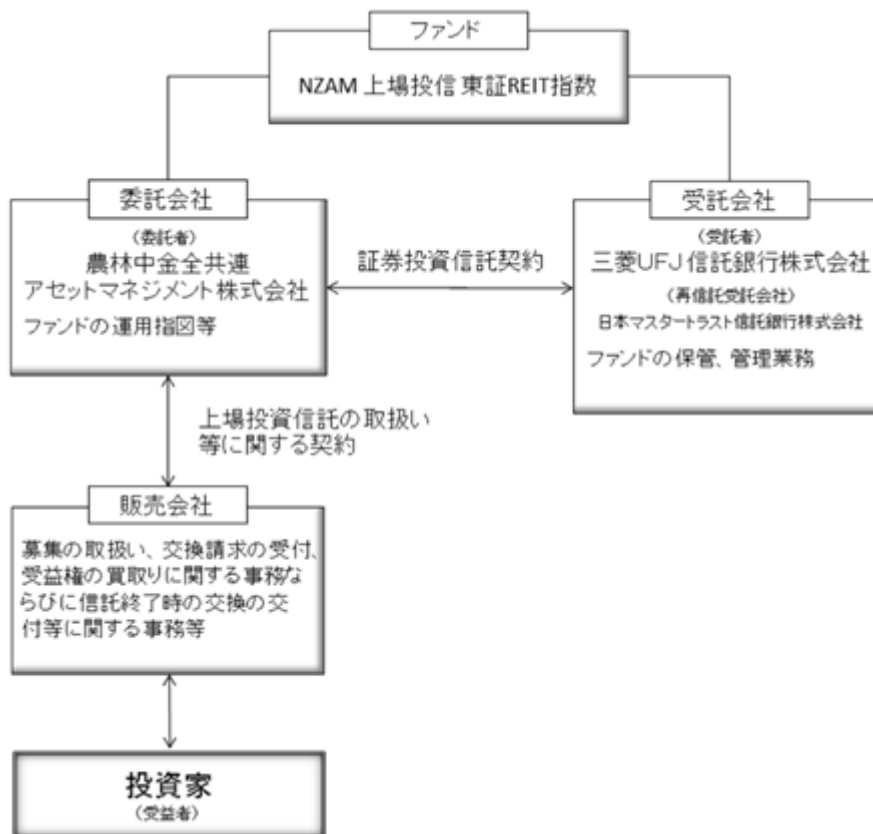 ファンド
NZAM 上場投信 東証REIT指数
委託会社
(委託者)
農林中金全共連
アセットマネジメント株式会社
ファンドの運用指図等
証券投資信託契約
受託会社
(受託者)
三菱UFJ信託銀行株式会社
(再信託受託会社)
日本マスタートラスト信託銀行株式会社
ファンドの保管、管理業務
上場投資信託の取扱い
等に関する契約
販売会社
募集の取扱い、交換請求の受付、
受益権の買取りに関する事務な
らびに信託終了時の交換の交
付等に関する事務等
投資家
(受益者)